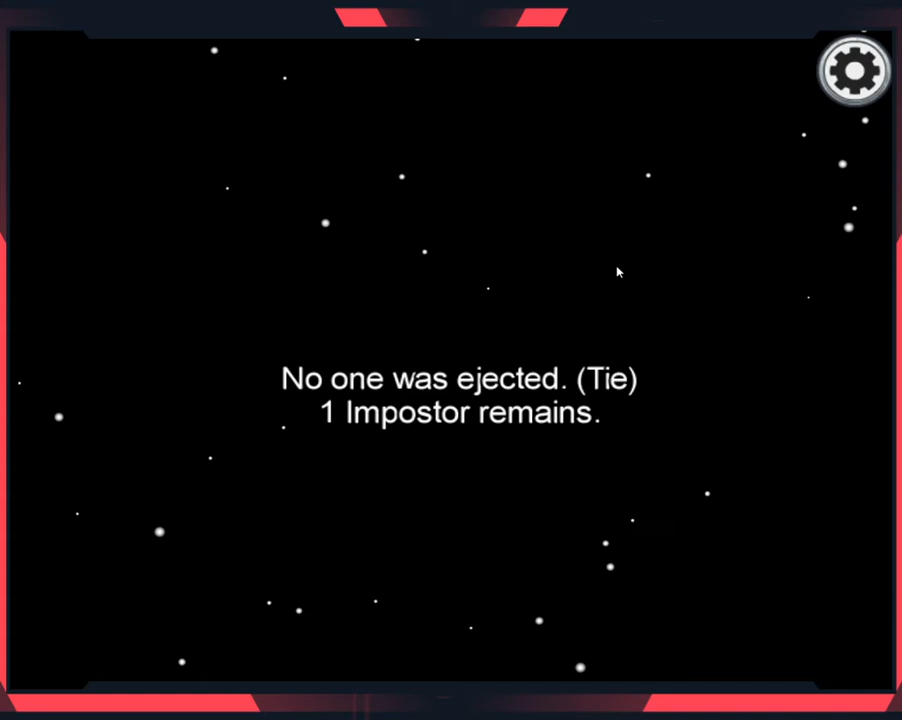 No one was ejected. (Tie)
1 Impostor remains.